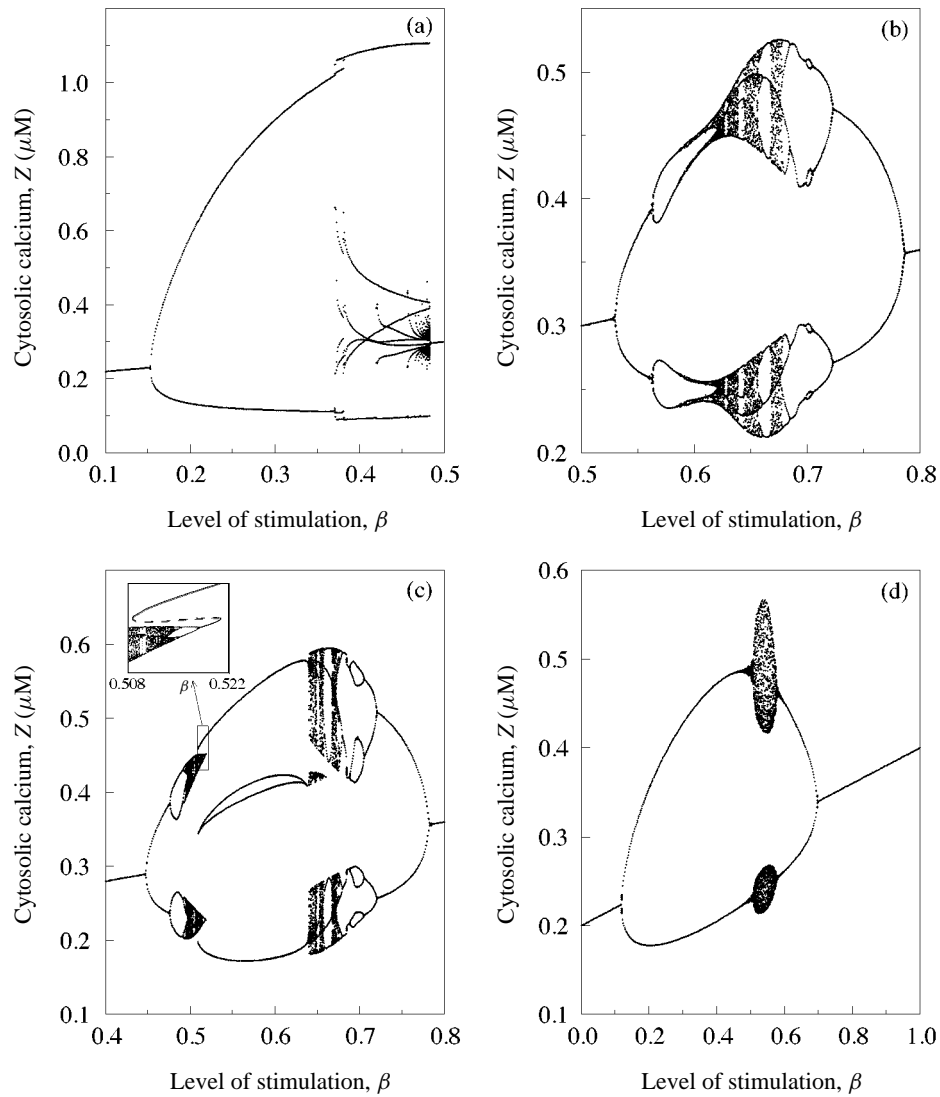 (a)
Cytosolic calcium, Z (μM)
1.0
0.8
0.6
0.4
0.2
0.0
0.1 0.2 0.3 0.4 0.5
Level of stimulation, β
(b)
Cytosolic calcium, Z (μM)
0.5
0.4
0.3
0.2
0.5 0.6 0.7 0.8
Level of stimulation, β
(c)
Cytosolic calcium, Z (μM)
0.508 0.522
β
0.6
0.5
0.4
0.3
0.2
0.1
0.4 0.5 0.6 0.7 0.8
Level of stimulation, β
(d)
Cytosolic calcium, Z (μM)
0.6
0.5
0.4
0.3
0.2
0.1
0.0 0.2 0.4 0.6 0.8 1.0
Level of stimulation, β